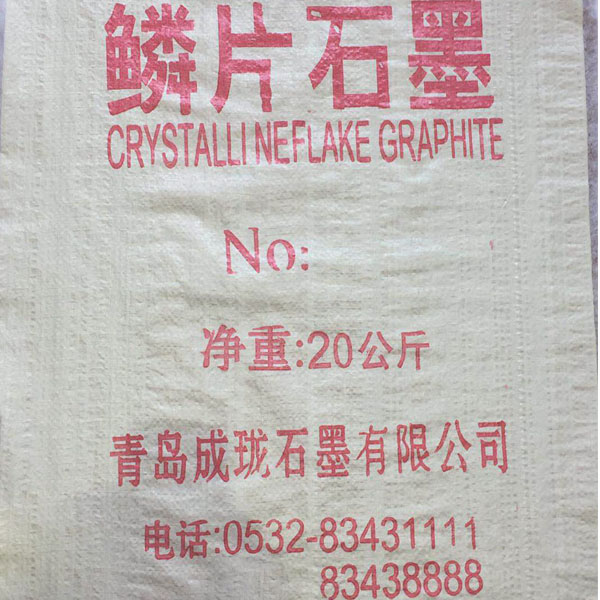 鳞片石墨
CRYSTALLI NEFLAKE GRAPHITE
No:
净重:20公斤
青岛成珑石墨有限公司
电话:0532-83431111
83438888